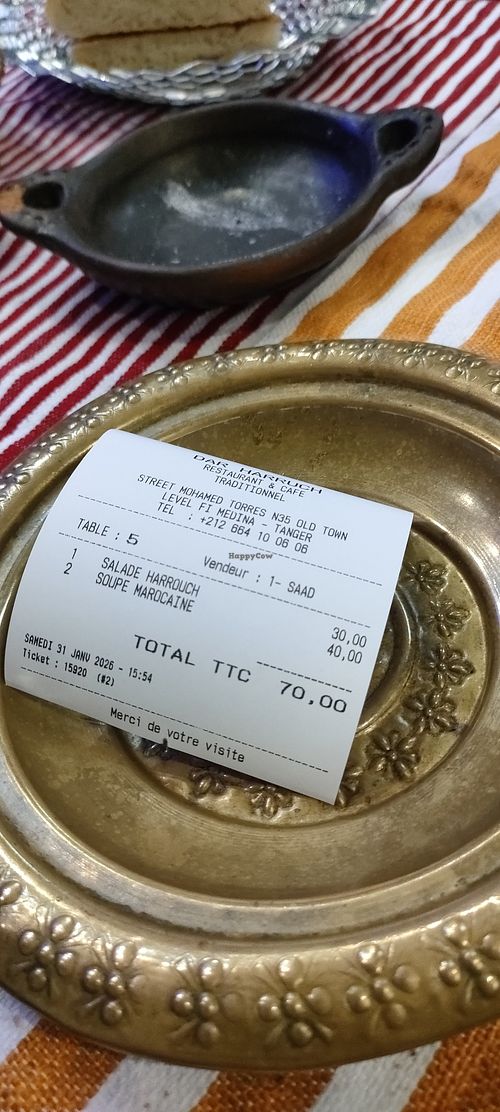 DAR HARRUCH
RESTAURANT & CAFE
TRADITIONNEL
STREET MOHAMED TORRES N35 OLD TOWN
LEVEL FI MEDINA - TANGER
TEL : +212 664 10 06 06
TABLE : 5
Vendeur : 1- SAAD
1 SALADE HARROUCH 30,00
2 SOUPE MAROCAINE 40,00
TOTAL TTC 70,00
SAMEDI 31 JANV 2026 - 15:54
Ticket : 15920 (#2)
Merci de votre visite
HappyCow